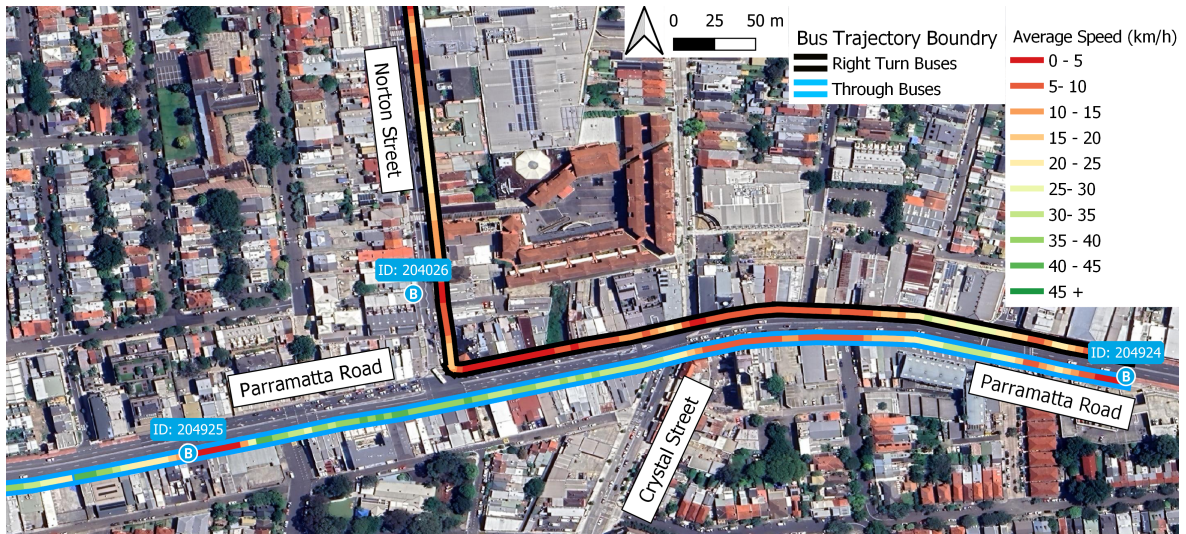 0 25 50 m
Bus Trajectory Boundry
Right Turn Buses
Through Buses
Average Speed (km/h)
0 - 5
5- 10
10 - 15
15 - 20
20 - 25
25- 30
30- 35
35 - 40
40 - 45
45 +
Norton Street
ID: 204026
B
ID: 204924
B
Parramatta Road
Parramatta Road
Crystal Street
ID: 204925
B
B